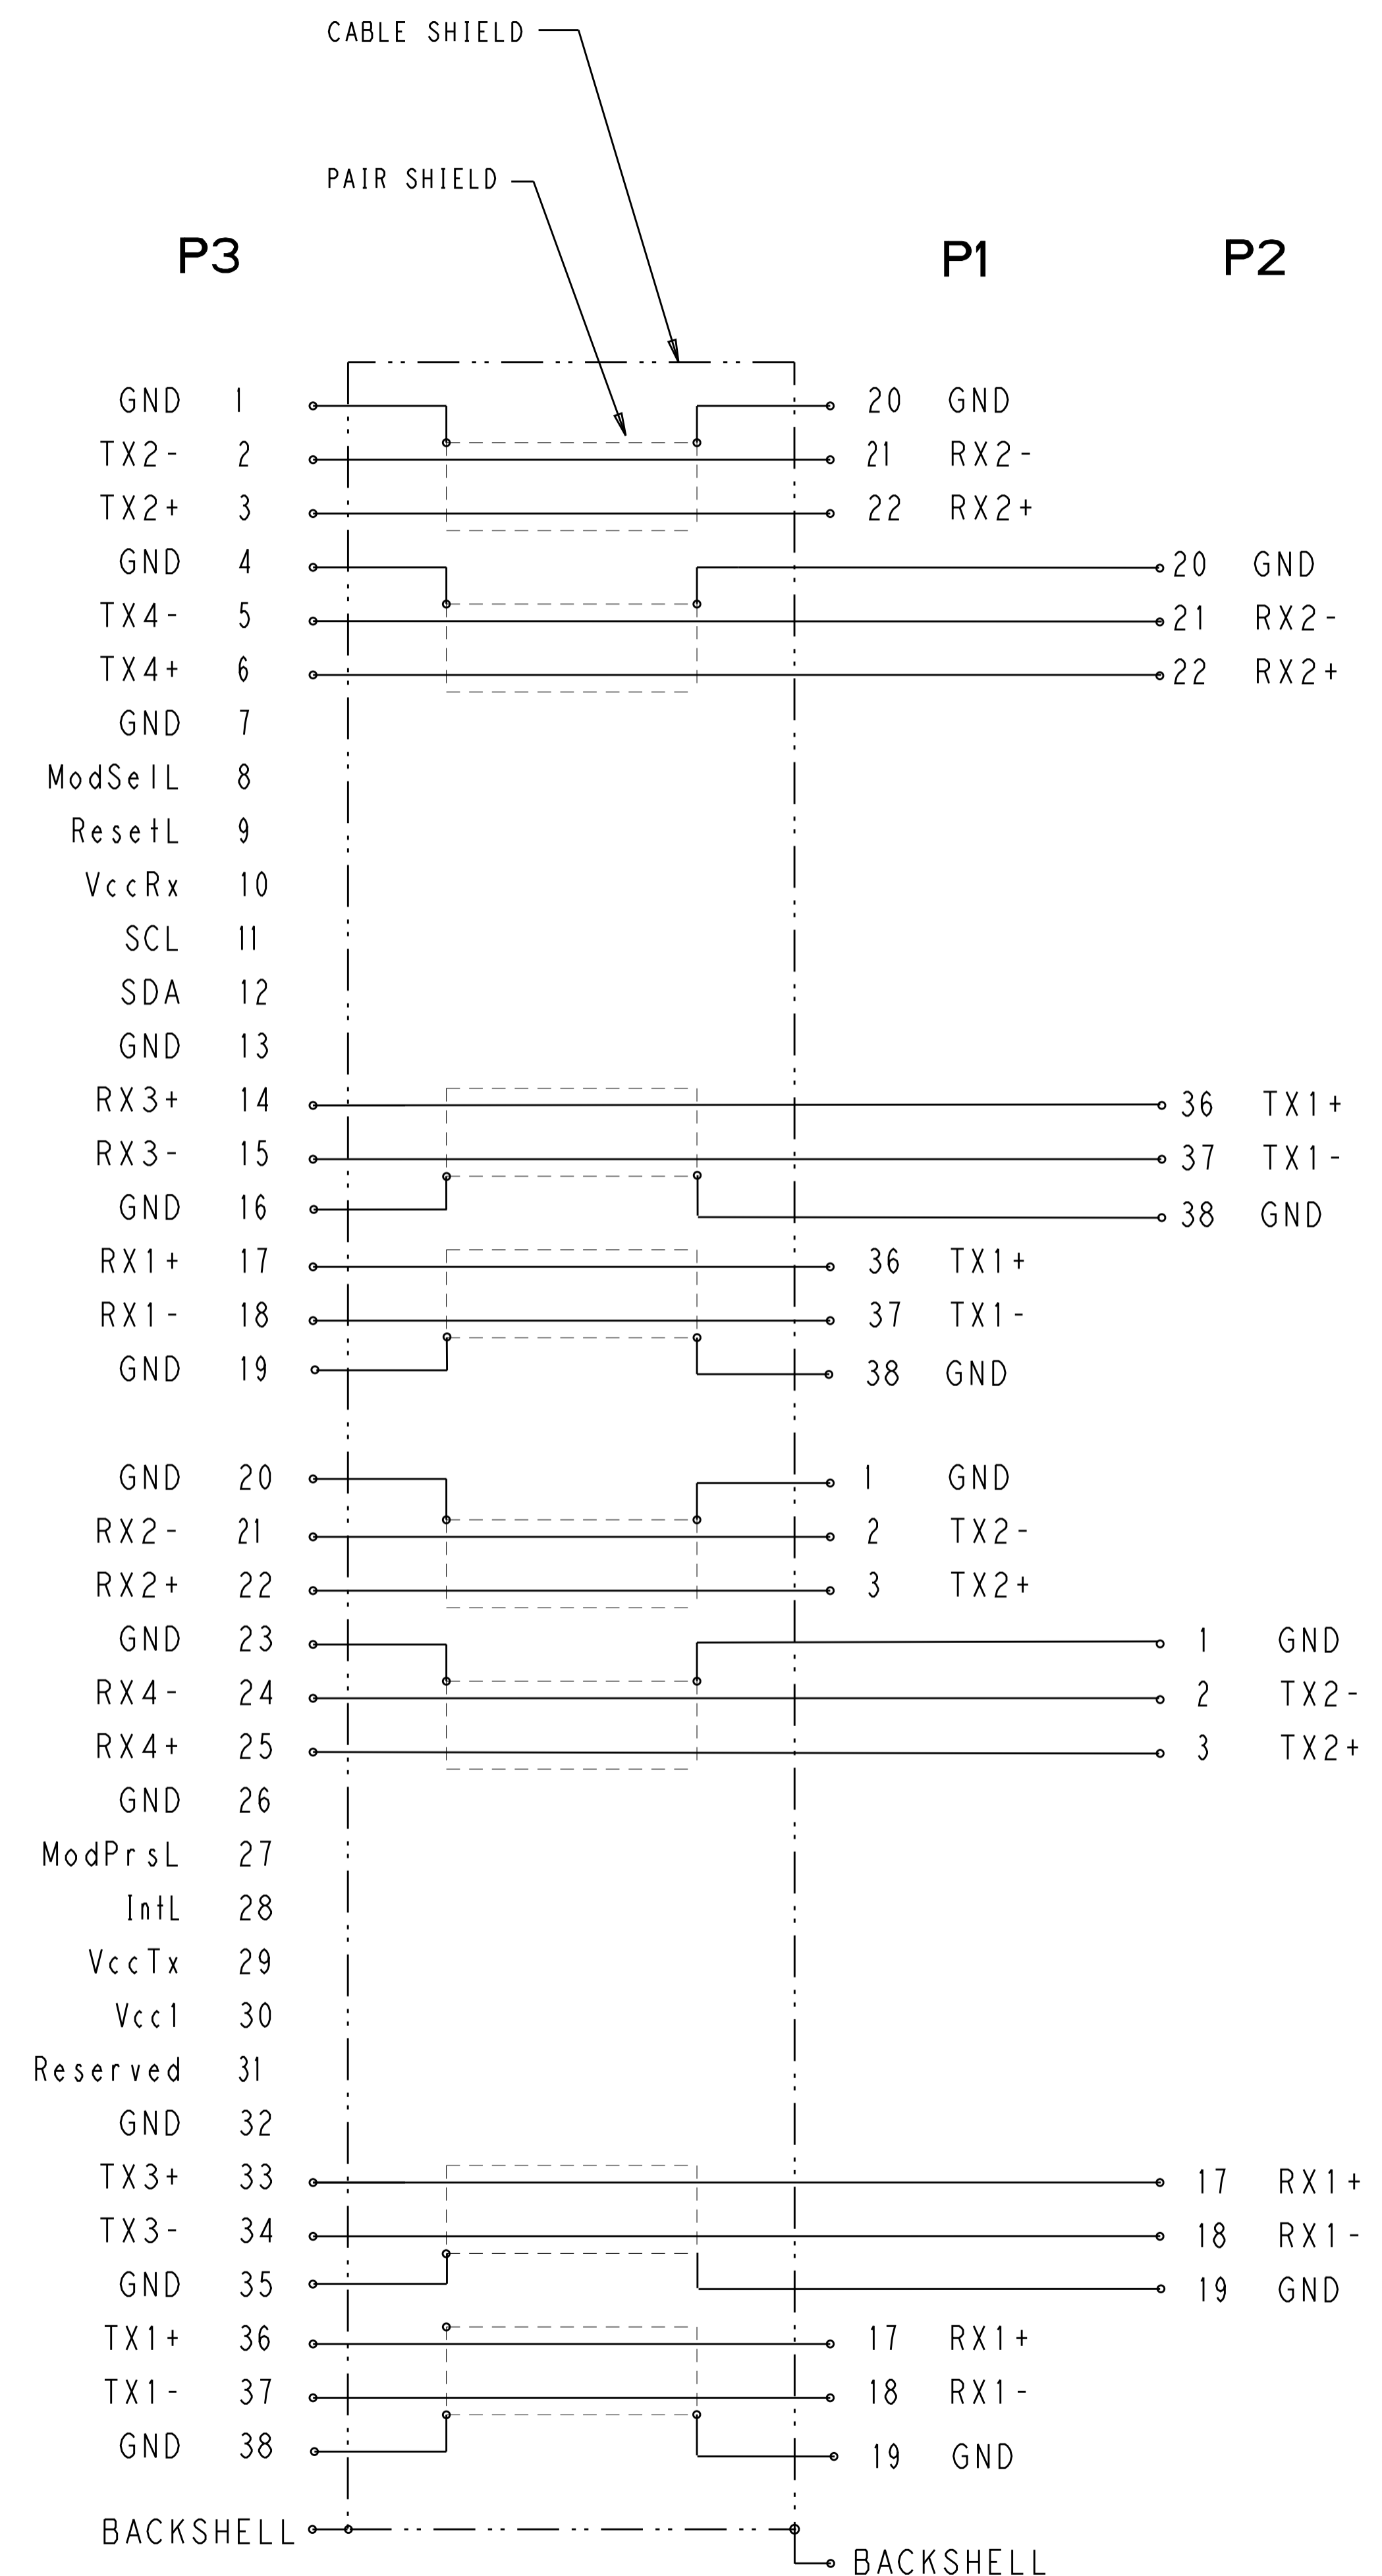 CABLE SHIELD
PAIR SHIELD
P3 P1 P2
GND 1 20 GND
TX2- 2 21 RX2-
TX2+ 3 22 RX2+
GND 4 20 GND
TX4- 5 21 RX2-
TX4+ 6 22 RX2+
GND 7
ModSelL 8
ResetL 9
VccRx 10
SCL 11
SDA 12
GND 13
RX3+ 14 36 TX1+
RX3- 15 37 TX1-
GND 16 38 GND
RX1+ 17 36 TX1+
RX1- 18 37 TX1-
GND 19 38 GND
GND 20 1 GND
RX2- 21 2 TX2-
RX2+ 22 3 TX2+
GND 23 1 GND
RX4- 24 2 TX2-
RX4+ 25 3 TX2+
GND 26
ModPrsL 27
IntL 28
VccTx 29
Vcc1 30
Reserved 31
GND 32
TX3+ 33 17 RX1+
TX3- 34 18 RX1-
GND 35 19 GND
TX1+ 36 17 RX1+
TX1- 37 18 RX1-
GND 38 19 GND
BACKSHELL
BACKSHELL